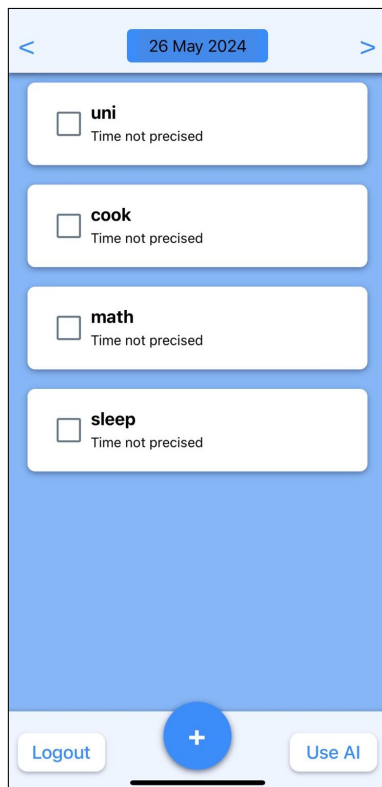 < 26 May 2024 >
uni
Time not precised
cook
Time not precised
math
Time not precised
sleep
Time not precised
+
Logout Use AI